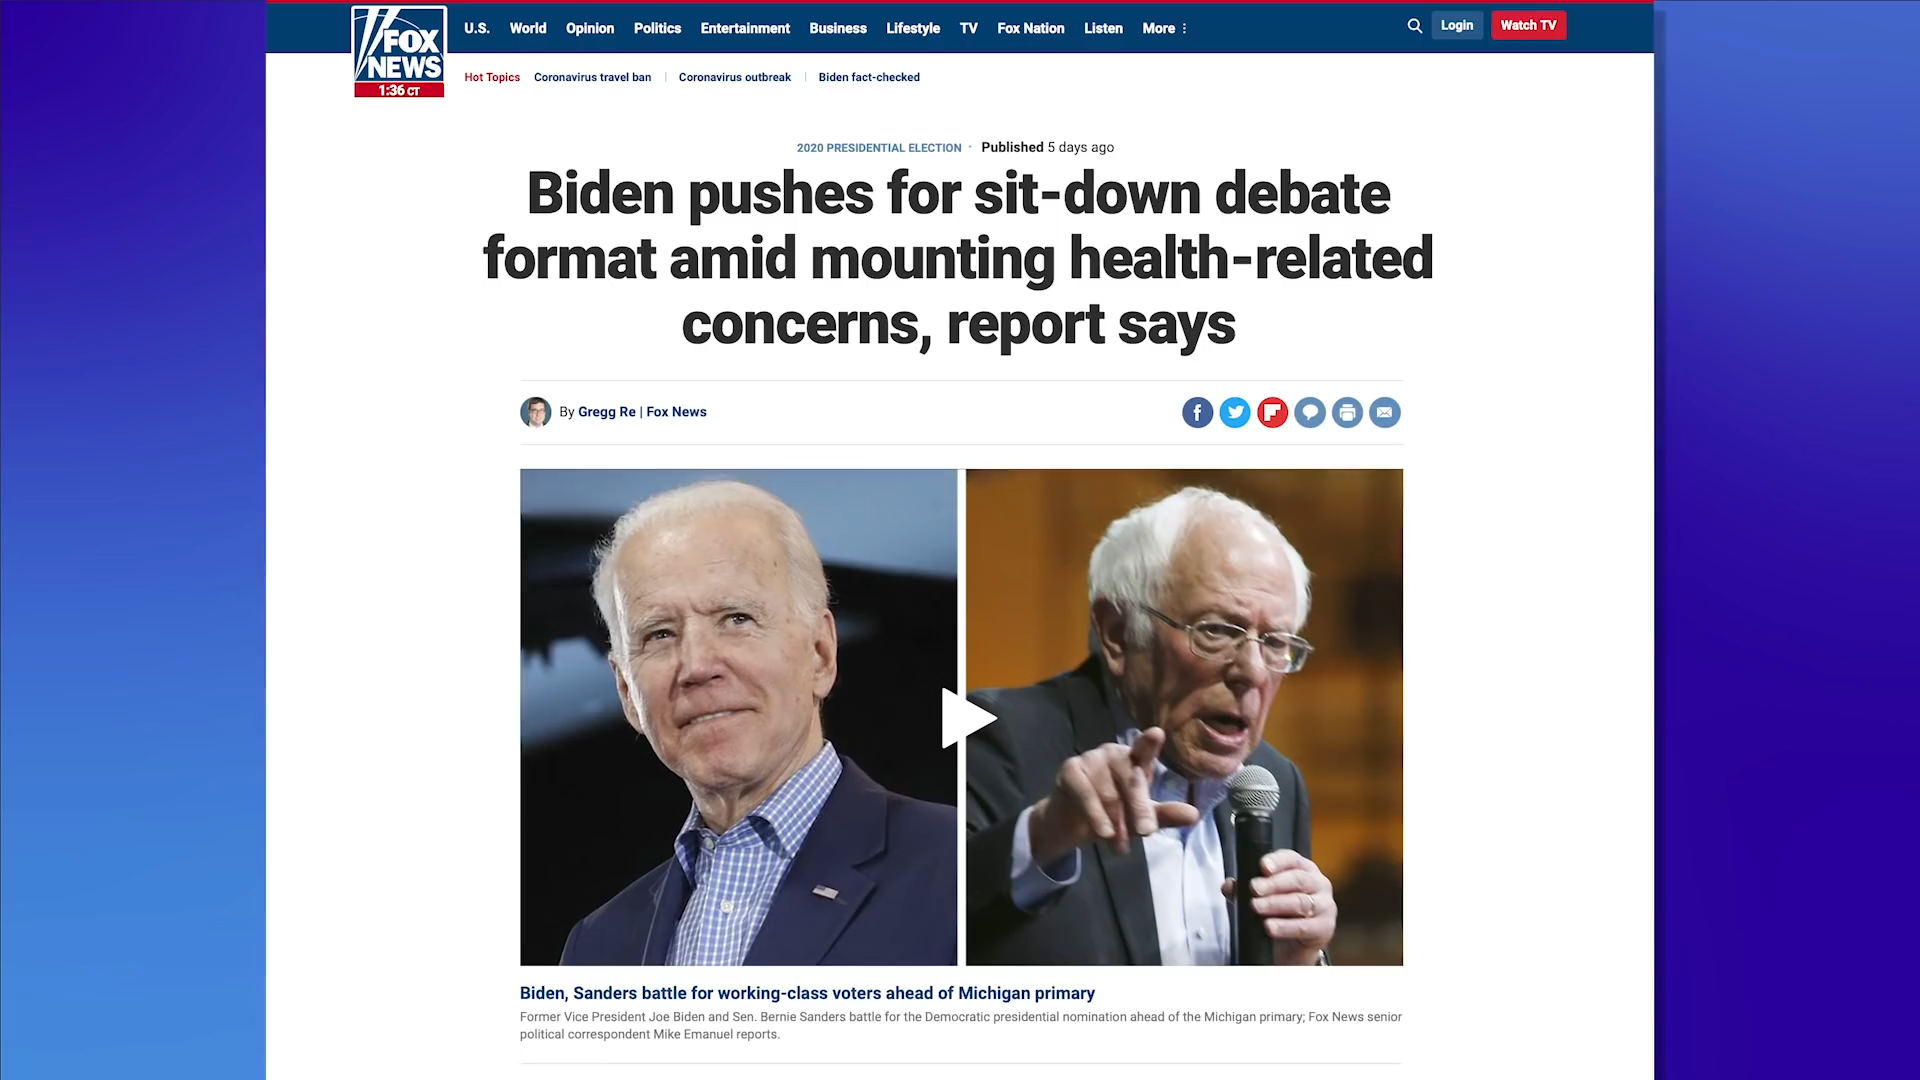 FOX
NEWS
1:36 CT
U.S. World Opinion Politics Entertainment Business Lifestyle TV Fox Nation Listen More
Login Watch TV
Hot Topics Coronavirus travel ban Coronavirus outbreak Biden fact-checked
2020 PRESIDENTIAL ELECTION · Published 5 days ago
Biden pushes for sit-down debate
format amid mounting health-related
concerns, report says
By Gregg Re | Fox News
Biden, Sanders battle for working-class voters ahead of Michigan primary
Former Vice President Joe Biden and Sen. Bernie Sanders battle for the Democratic presidential nomination ahead of the Michigan primary; Fox News senior
political correspondent Mike Emanuel reports.